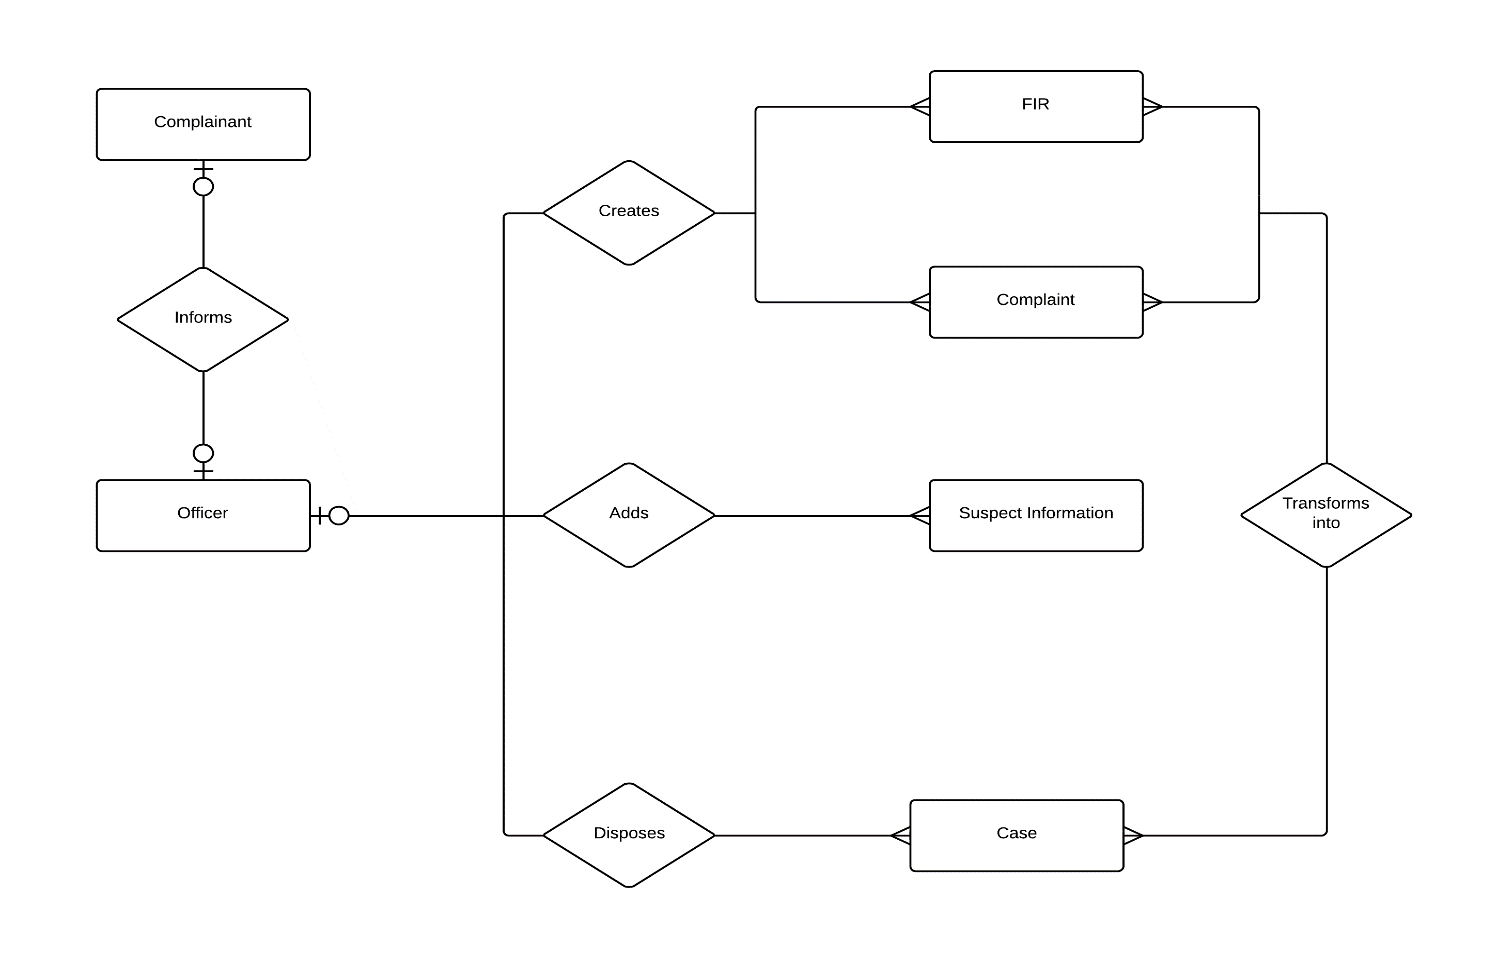 Complainant
FIR
Creates
Complaint
Informs
Officer
Adds
Suspect Information
Transforms
into
Disposes
Case